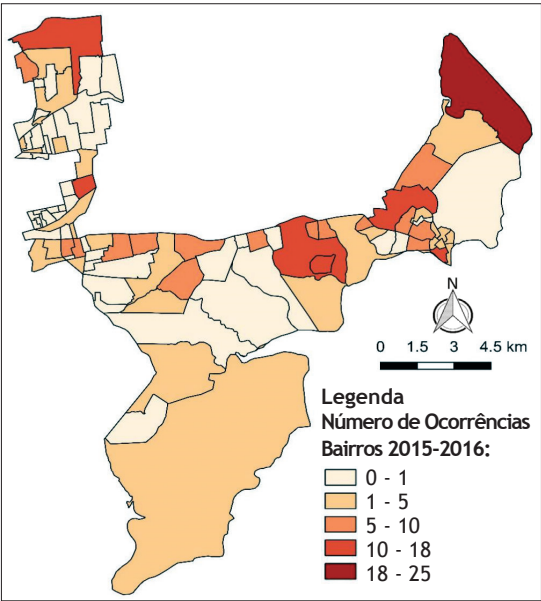 N
0 1.5 3 4.5 km
Legenda
Número de Ocorrências
Bairros 2015-2016:
0 - 1
1 - 5
5 - 10
10 - 18
18 - 25